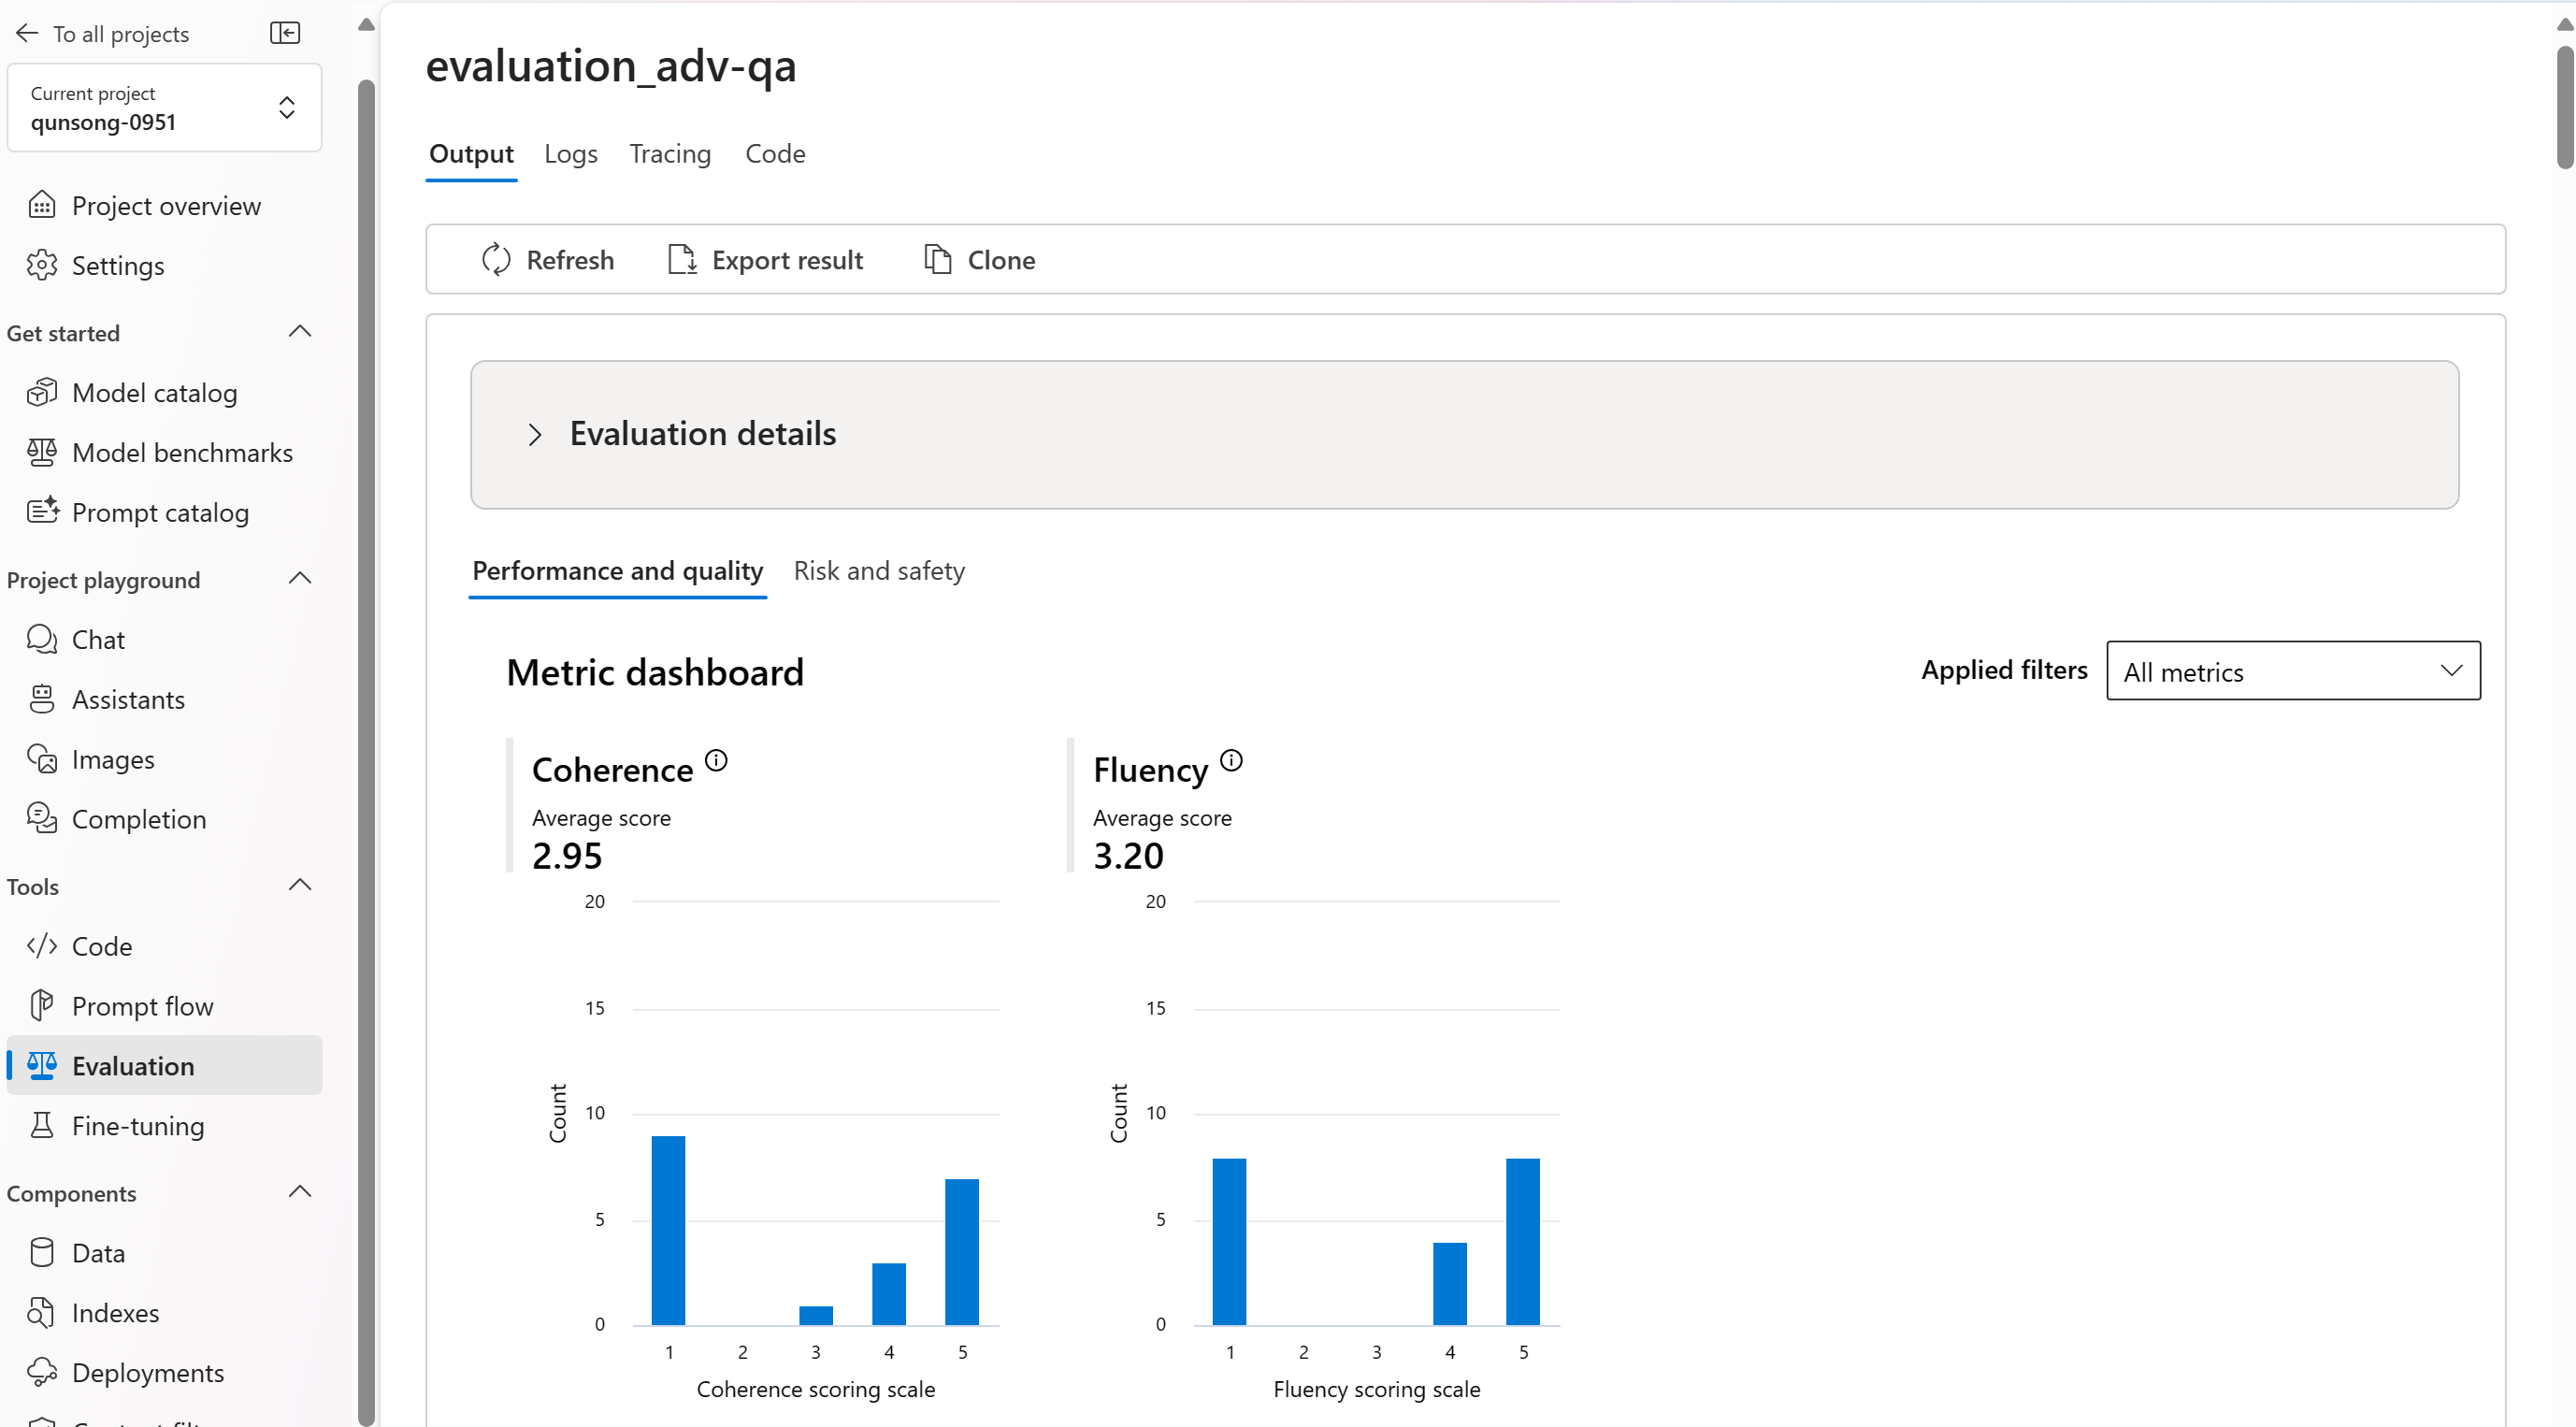 To all projects
Current project
qunsong-0951
Project overview
Settings
Get started
Model catalog
Model benchmarks
Prompt catalog
Project playground
Chat
Assistants
Images
Completion
Tools
Code
Prompt flow
Evaluation
Fine-tuning
Components
Data
Indexes
Deployments
evaluation_adv-qa
Output Logs Tracing Code
Refresh Export result Clone
Evaluation details
Performance and quality Risk and safety
Metric dashboard
Applied filters All metrics
Coherence
Average score
2.95
20
15
10
5
0
Count
1 2 3 4 5
Coherence scoring scale
Fluency
Average score
3.20
20
15
10
5
0
Count
1 2 3 4 5
Fluency scoring scale